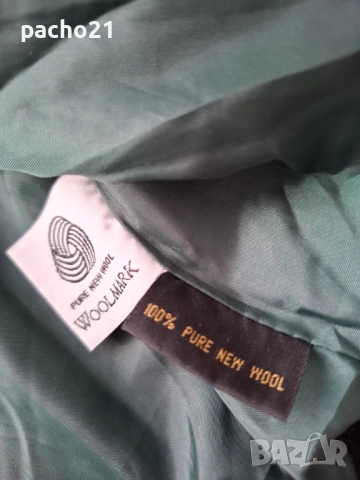 pacho21
PURE NEW WOOL
WOOLMARK
100% PURE NEW WOOL
BAZAR